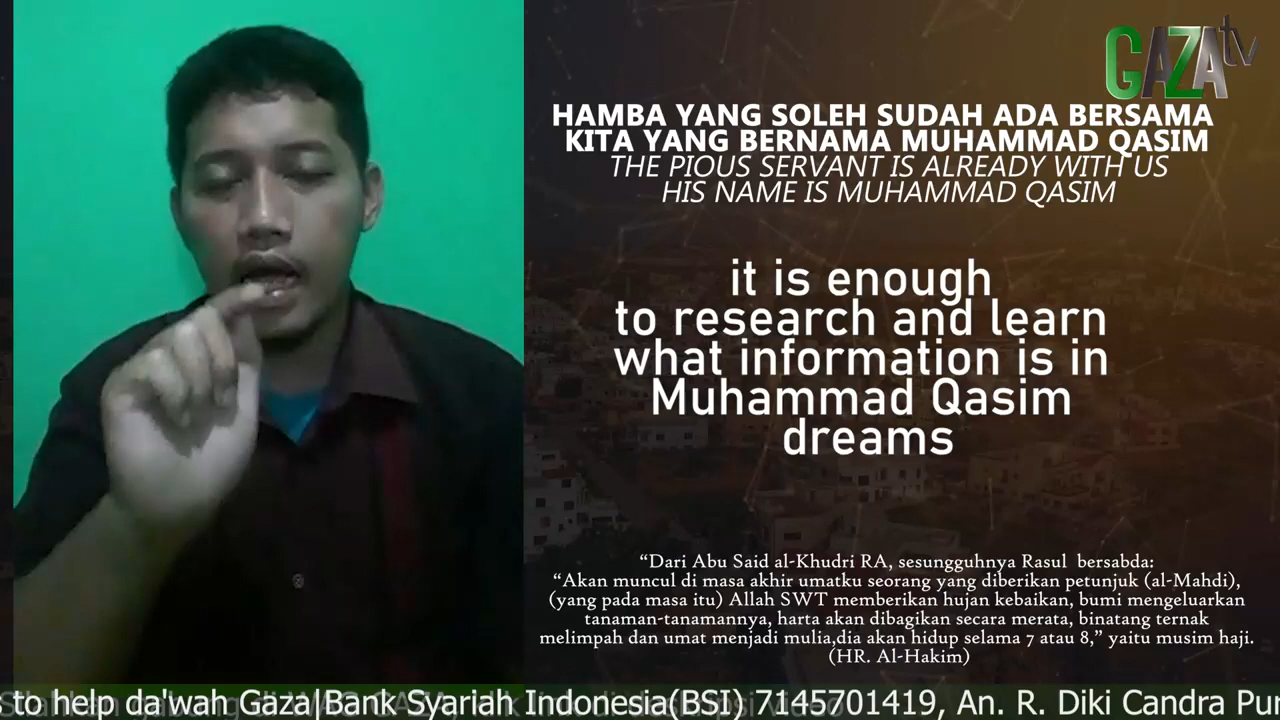 GAZA tv
HAMBA YANG SOLEH SUDAH ADA BERSAMA
KITA YANG BERNAMA MUHAMMAD QASIM
THE PIOUS SERVANT IS ALREADY WITH US
HIS NAME IS MUHAMMAD QASIM
it is enough
to research and learn
what information is in
Muhammad Qasim
dreams
“Dari Abu Said al-Khudri RA, sesungguhnya Rasul bersabda:
“Akan muncul di masa akhir umatku seorang yang diberikan petunjuk (al-Mahdi),
(yang pada masa itu) Allah SWT memberikan hujan kebaikan, bumi mengeluarkan
tanaman-tanamannya, harta akan dibagikan secara merata, binatang ternak
melimpah dan umat menjadi mulia,dia akan hidup selama 7 atau 8,” yaitu musim haji.
(HR. Al-Hakim)
s to help da'wah Gaiza|Bank Syariah Indonesia(BSI) 7145701419, An. R. Diki Candra Pur